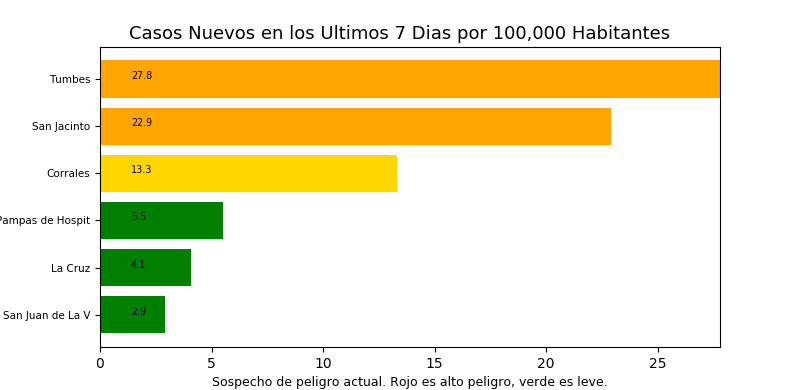 Casos Nuevos en los Ultimos 7 Dias por 100,000 Habitantes
Tumbes 27.8
San Jacinto 22.9
Corrales 13.3
Pampas de Hospit 5.5
La Cruz 4.1
San Juan de La V 2.9
0 5 10 15 20 25
Sospecho de peligro actual. Rojo es alto peligro, verde es leve.